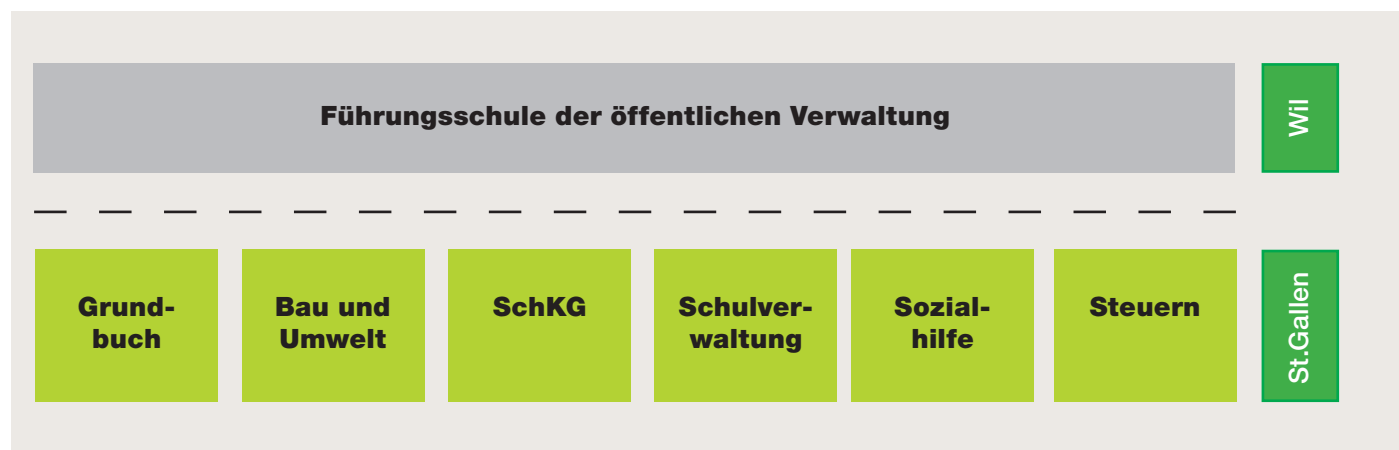 Führungsschule der öffentlichen Verwaltung
Wil
Grund-
buch
Bau und
Umwelt
SchKG
Schulver-
waltung
Sozial-
hilfe
Steuern
St.Gallen